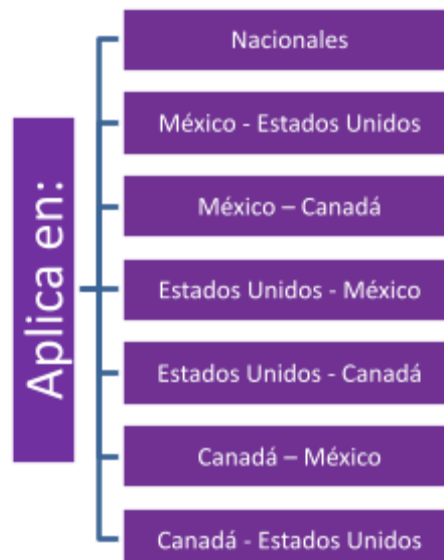 Aplica en:
Nacionales
México - Estados Unidos
México – Canadá
Estados Unidos - México
Estados Unidos - Canadá
Canadá – México
Canadá - Estados Unidos